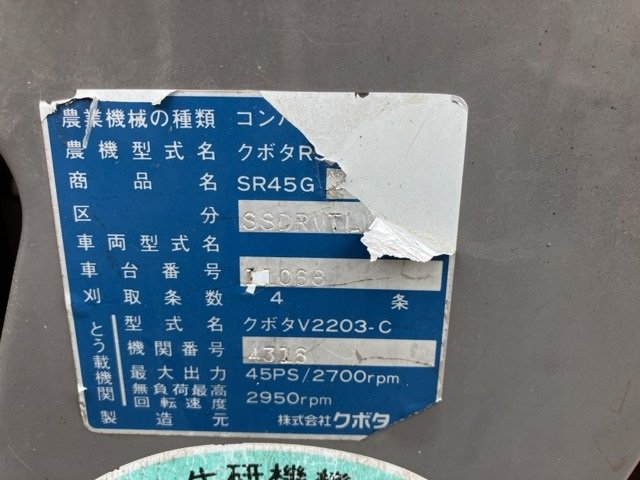 農業機械の種類 コンバ
農機型式名 クボタRS
商品名 SR45G
区分 SSDRWTL
車両型式名
車台番号 11068
刈取条数 4 条
とう載機関
型式名 クボタV2203-C
機関番号 4316
最大出力 45PS/2700rpm
無負荷最高回転速度 2950rpm
製造元 株式会社クボタ
生研機構